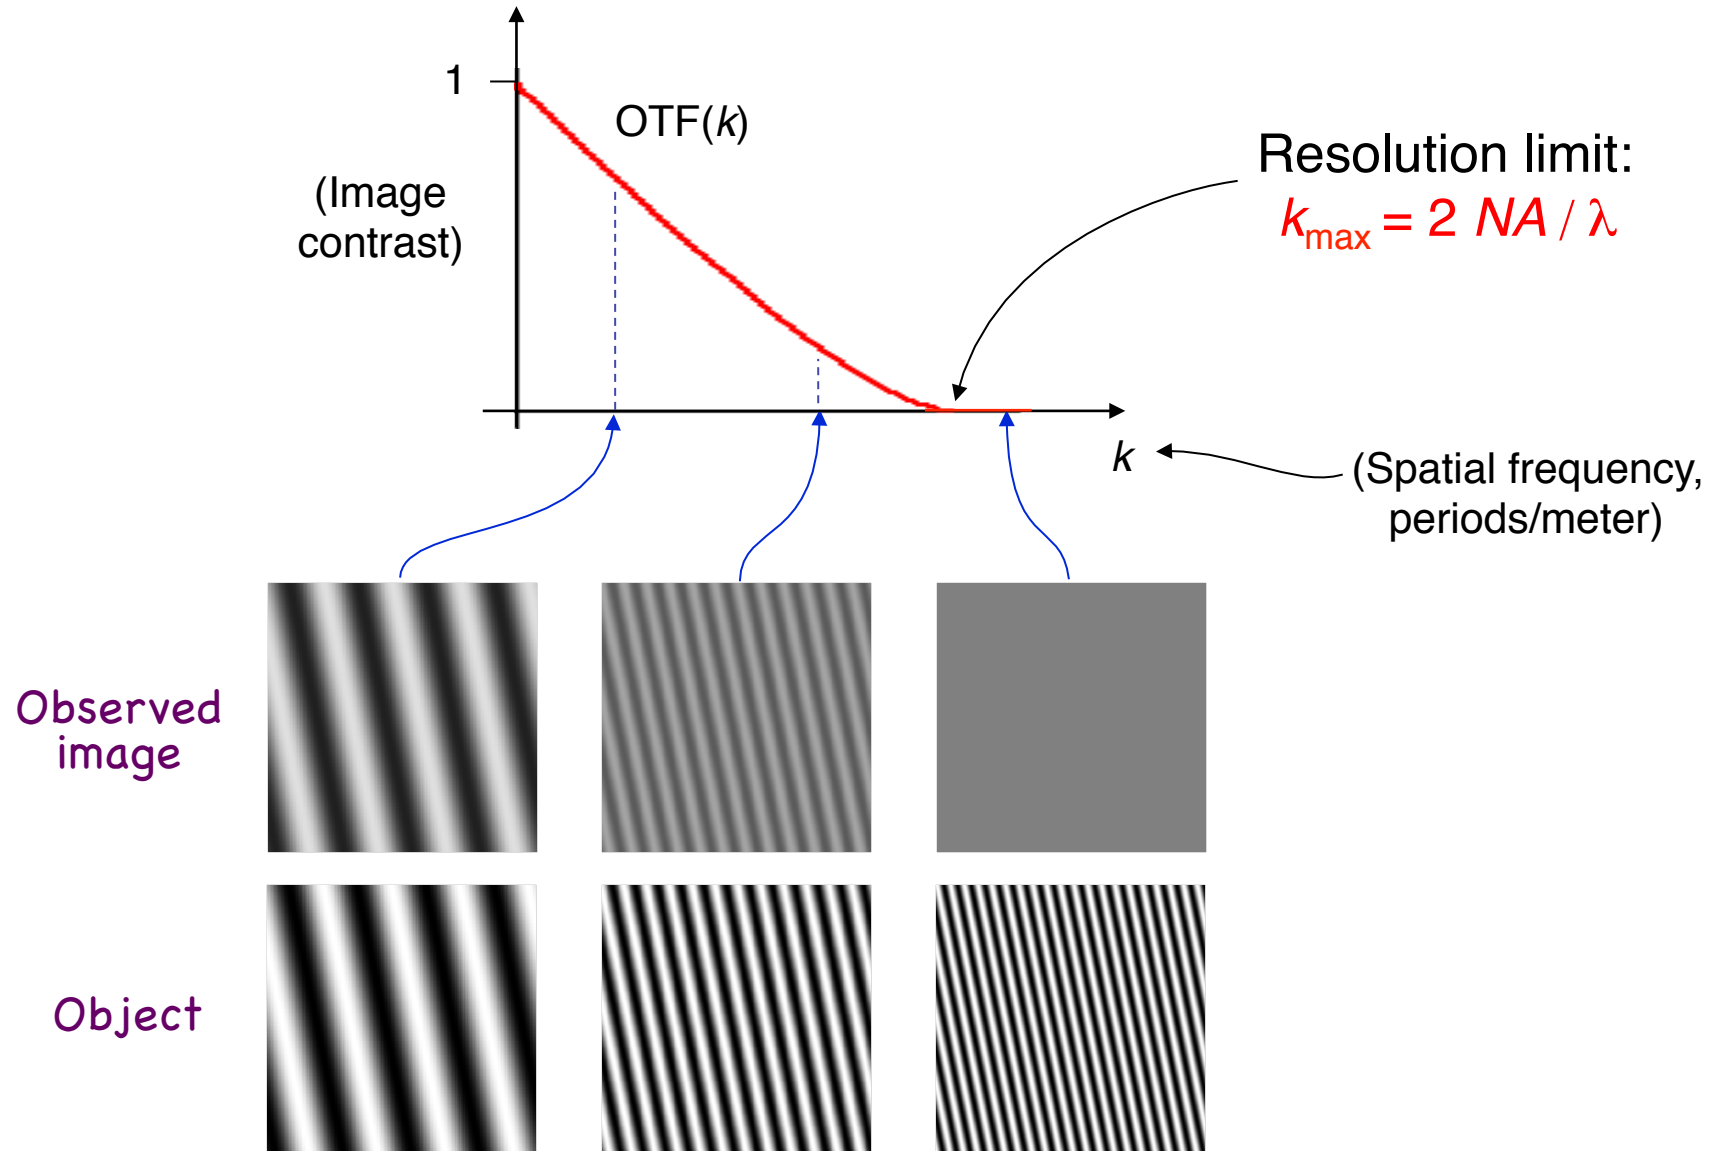 1
OTF(k)
(Image
contrast)
Resolution limit:
kmax = 2 NA / λ
k
(Spatial frequency,
periods/meter)
Observed
image
Object